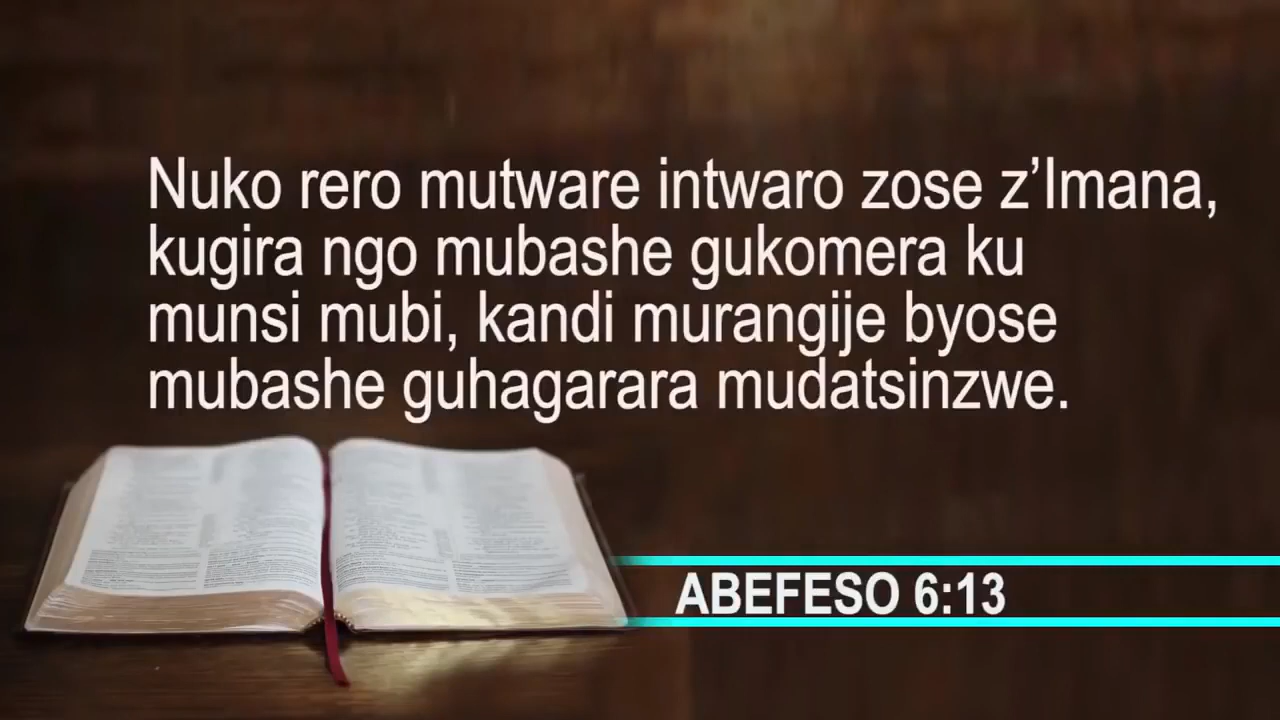 Nuko rero mutware intwaro zose z’Imana,
kugira ngo mubashe gukomera ku
munsi mubi, kandi murangije byose
mubashe guhagarara mudatsinzwe.
ABEFESO 6:13